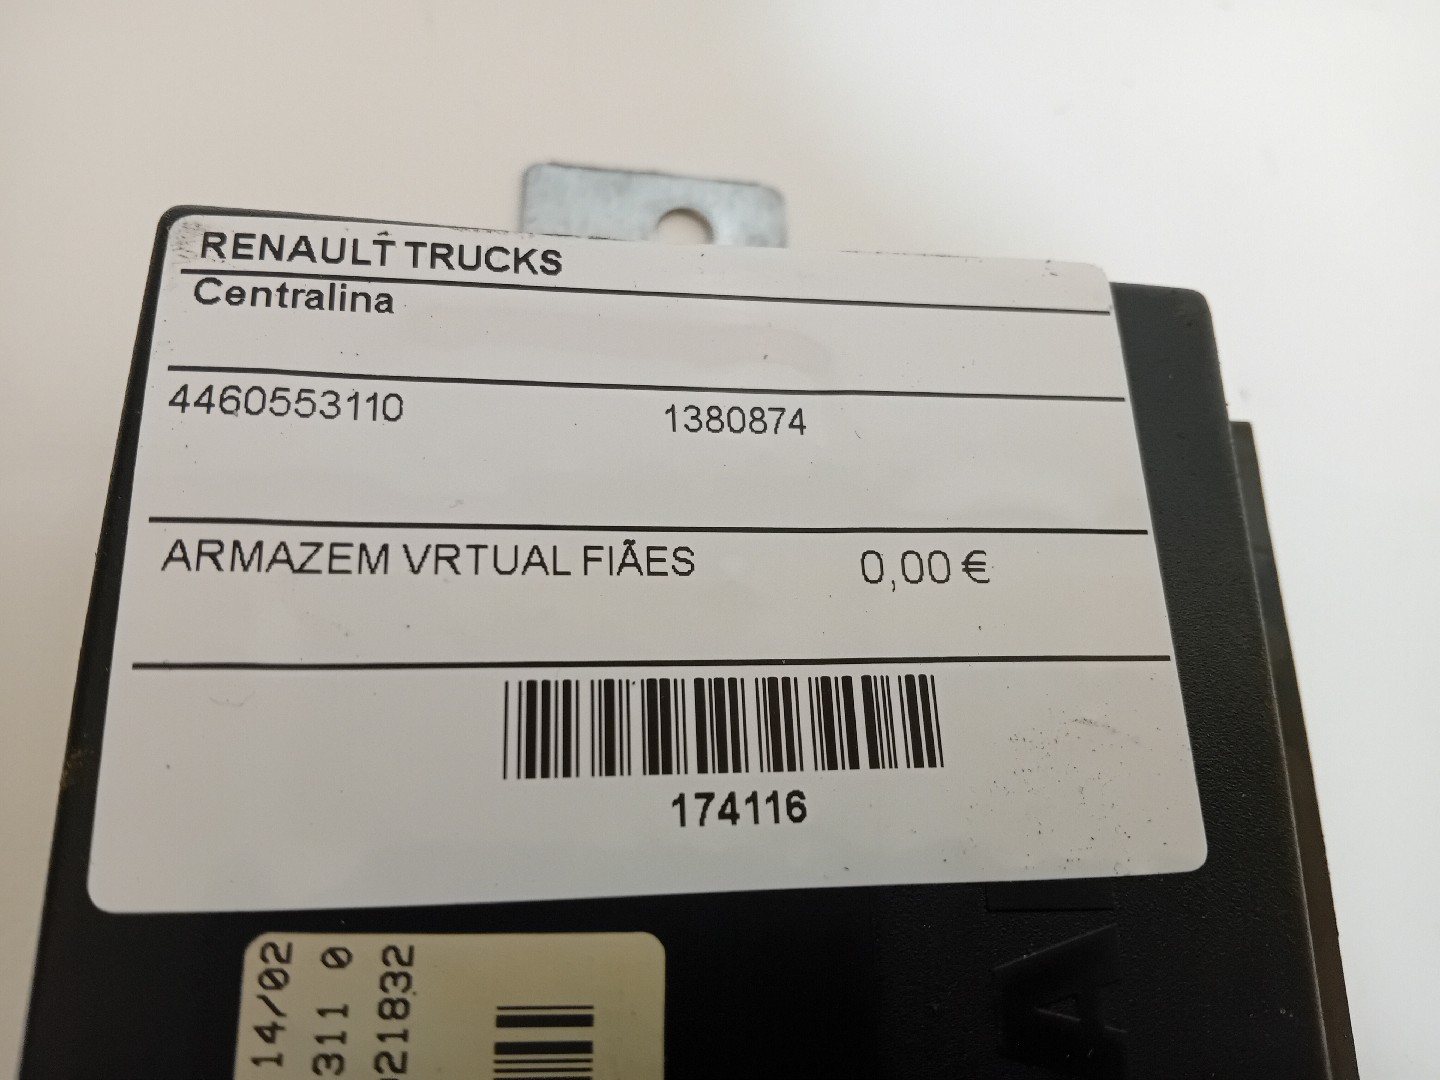 RENAULT TRUCKS
Centralina
4460553110 1380874
ARMAZEM VRTUAL FIÃES 0,00 €
174116
14/02
311 0
021832